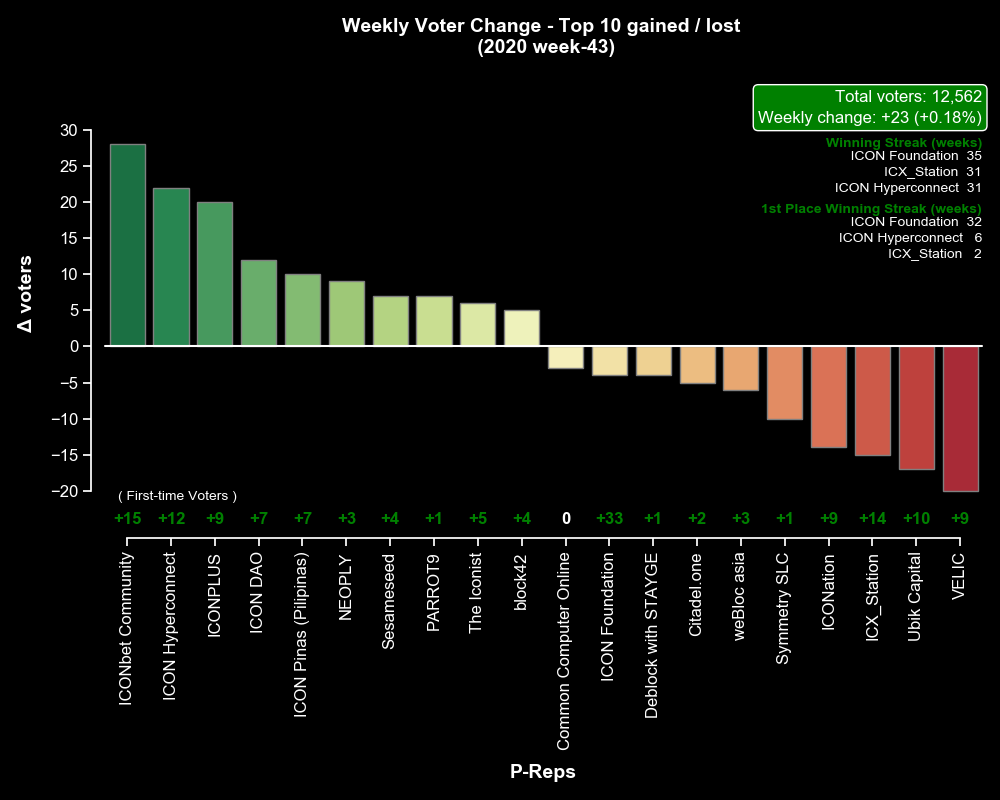 Weekly Voter Change - Top 10 gained / lost
(2020 week-43)
Total voters: 12,562
Weekly change: +23 (+0.18%)
Winning Streak (weeks)
ICON Foundation 35
ICX_Station 31
ICON Hyperconnect 31
1st Place Winning Streak (weeks)
ICON Foundation 32
ICON Hyperconnect 6
ICX_Station 2
Δ voters
30
25
20
15
10
5
0
−5
−10
−15
−20
( First-time Voters )
+15 +12 +9 +7 +7 +3 +4 +1 +5 +4 0 +33 +1 +2 +3 +1 +9 +14 +10 +9
ICONbet Community
ICON Hyperconnect
ICONPLUS
ICON DAO
ICON Pinas (Pilipinas)
NEOPLY
Sesameseed
PARROT9
The Iconist
block42
Common Computer Online
ICON Foundation
Deblock with STAYGE
Citadel.one
weBloc asia
Symmetry SLC
ICONation
ICX_Station
Ubik Capital
VELIC
P-Reps